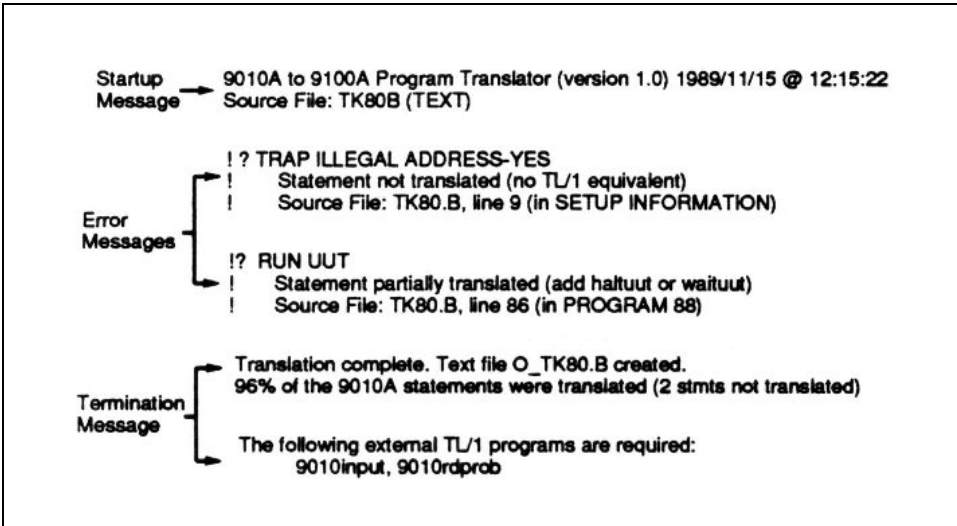 Startup
Message
9010A to 9100A Program Translator (version 1.0) 1989/11/15 @ 12:15:22
Source File: TK80B (TEXT)
Error
Messages
! ? TRAP ILLEGAL ADDRESS-YES
! Statement not translated (no TL/1 equivalent)
! Source File: TK80.B, line 9 (in SETUP INFORMATION)
!? RUN UUT
! Statement partially translated (add haltuut or waituut)
! Source File: TK80.B, line 86 (in PROGRAM 88)
Termination
Message
Translation complete. Text file O_TK80.B created.
96% of the 9010A statements were translated (2 stmts not translated)
The following external TL/1 programs are required:
9010input, 9010rdprob